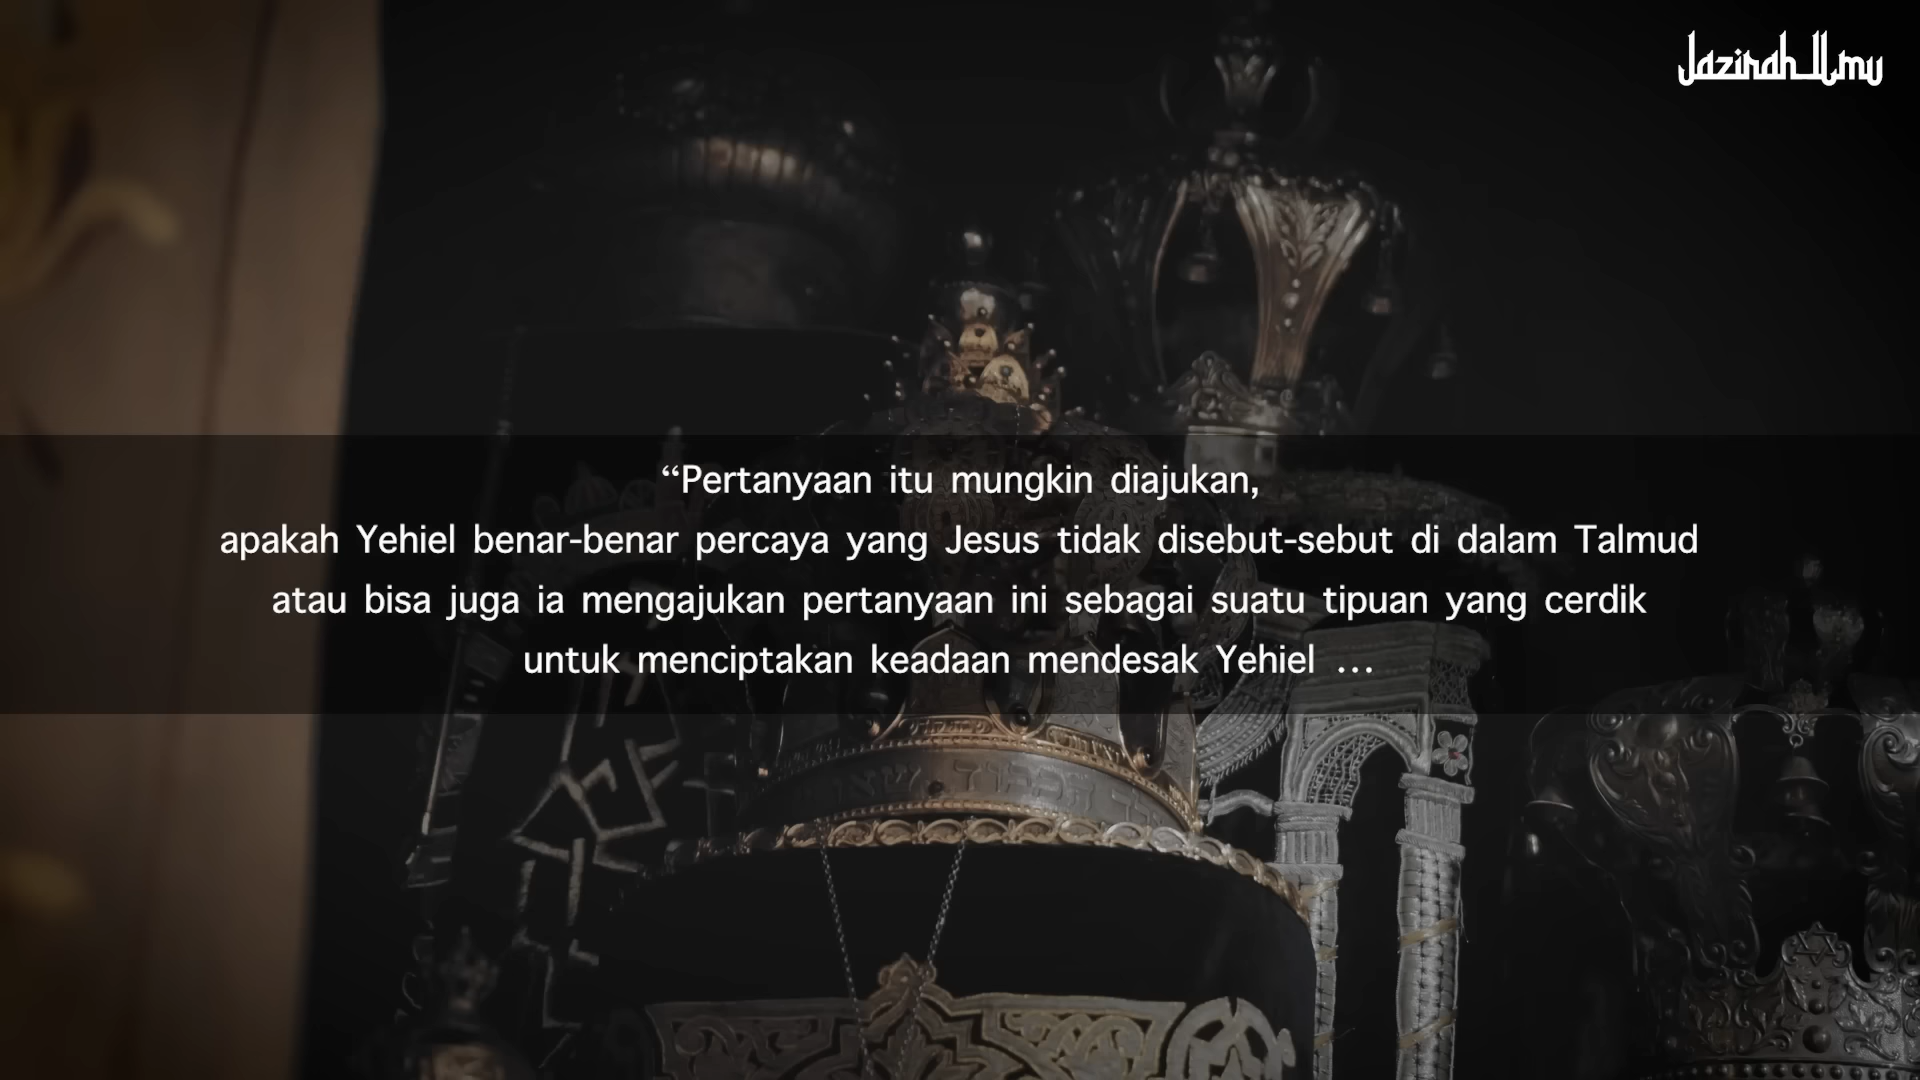 Jazirah Ilmu
“Pertanyaan itu mungkin diajukan,
apakah Yehiel benar-benar percaya yang Jesus tidak disebut-sebut di dalam Talmud
atau bisa juga ia mengajukan pertanyaan ini sebagai suatu tipuan yang cerdik
untuk menciptakan keadaan mendesak Yehiel ...